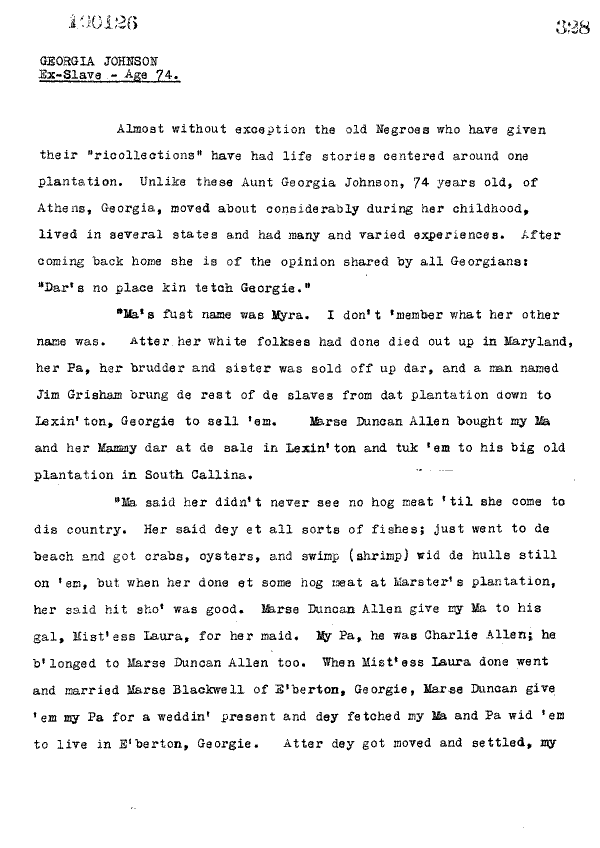 100126
328
GEORGIA JOHNSON
Ex-Slave - Age 74.
Almost without exception the old Negroes who have given
their "ricollections" have had life stories centered around one
plantation. Unlike these Aunt Georgia Johnson, 74 years old, of
Athens, Georgia, moved about considerably during her childhood,
lived in several states and had many and varied experiences. After
coming back home she is of the opinion shared by all Georgians:
"Dar's no place kin tetch Georgie."
"Ma's fust name was Myra. I don't 'member what her other
name was. Atter her white folkses had done died out up in Maryland,
her Pa, her brudder and sister was sold off up dar, and a man named
Jim Grisham brung de rest of de slaves from dat plantation down to
Lexin'ton, Georgie to sell 'em. Marse Duncan Allen bought my Ma
and her Mammy dar at de sale in Lexin'ton and tuk 'em to his big old
plantation in South Callina.
"Ma said her didn't never see no hog meat 'til she come to
dis country. Her said dey et all sorts of fishes; just went to de
beach and got crabs, oysters, and swimp (shrimp) wid de hulls still
on 'em, but when her done et some hog meat at Marster's plantation,
her said hit sho' was good. Marse Duncan Allen give my Ma to his
gal, Mist'ess Laura, for her maid. My Pa, he was Charlie Allen; he
b'longed to Marse Duncan Allen too. When Mist'ess Laura done went
and married Marse Blackwell of E'berton, Georgie, Marse Duncan give
'em my Pa for a weddin' present and dey fetched my Ma and Pa wid 'em
to live in E'berton, Georgie. Atter dey got moved and settled, my